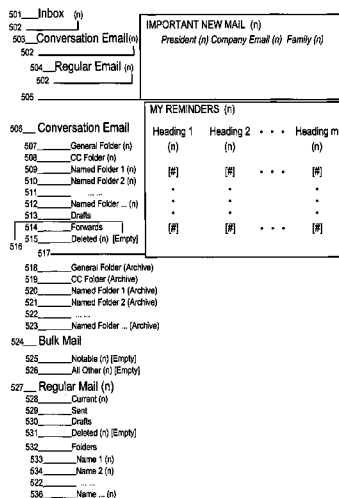 501 Inbox (n)
502
503 Conversation Email(n)
502
504 Regular Email (n)
502
505
IMPORTANT NEW MAIL (n)
President (n) Company Email (n) Family (n)
MY REMINDERS (n)
Heading 1 Heading 2 • • • Heading m
(n) (n) (n)
[#] [#] • • • [#]
[#] [#] • • • [#]
506 Conversation Email
507 General Folder (n)
508 CC Folder (n)
509 Named Folder 1 (n)
510 Named Folder 2 (n)
511 ... ...
512 Named Folder ... (n)
513 Drafts
514 Forwards
515 Deleted (n) [Empty]
516
517
518 General Folder (Archive)
519 CC Folder (Archive)
520 Named Folder 1 (Archive)
521 Named Folder 2 (Archive)
522 ... ...
523 Named Folder ... (Archive)
524 Bulk Mail
525 Notable (n) [Empty]
526 All Other (n) [Empty]
527 Regular Mail (n)
528 Current (n)
529 Sent
530 Drafts
531 Deleted (n) [Empty]
532 Folders
533 Name 1 (n)
534 Name 2 (n)
522 ... ...
536 Name ... (n)